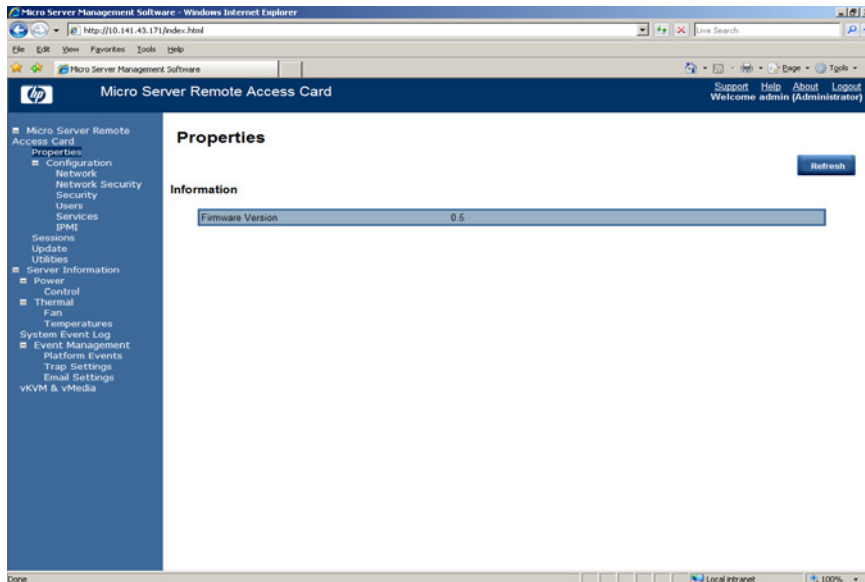 Micro Server Management Software - Windows Internet Explorer
http://10.141.43.171/index.html
Live Search
File Edit View Favorites Tools Help
Micro Server Management Software
Page Tools
hp
Micro Server Remote Access Card
Support Help About Logout
Welcome admin (Administrator)
Micro Server Remote
Access Card
Properties
Configuration
Network
Network Security
Security
Users
Services
IPMI
Sessions
Update
Utilities
Server Information
Power
Control
Thermal
Fan
Temperatures
System Event Log
Event Management
Platform Events
Trap Settings
Email Settings
vKVM & vMedia
Properties
Refresh
Information
Firmware Version 0.5
Done
Local intranet
100%